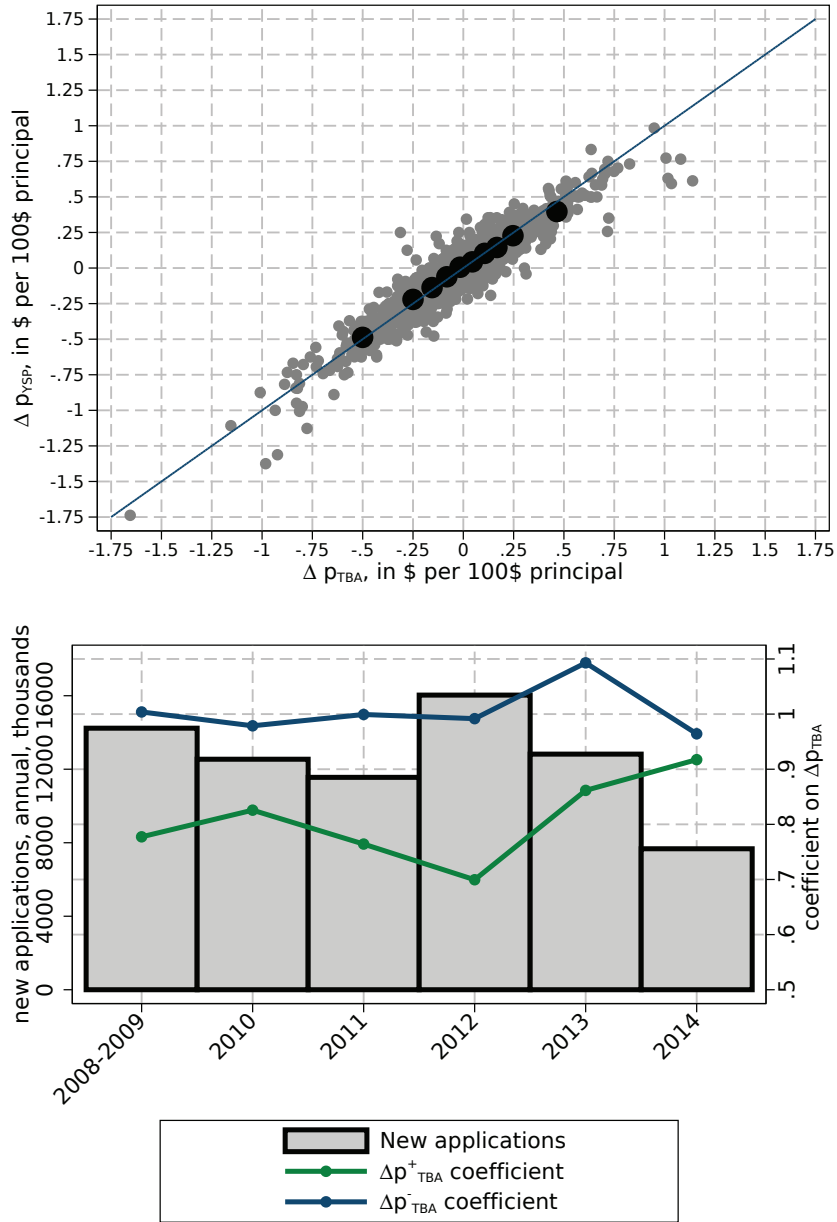 1.75
1.5
1.25
1
.75
.5
.25
0
-.25
-.5
-.75
-1
-1.25
-1.5
-1.75
Δ pYSP, in $ per 100$ principal
-1.75 -1.5 -1.25 -1 -.75 -.5 -.25 0 .25 .5 .75 1 1.25 1.5 1.75
Δ pTBA, in $ per 100$ principal
new applications, annual, thousands
0 4000 8000 12000 16000
.5 .6 .7 .8 .9 1 1.1
coefficient on ΔpTBA
2008-2009 2010 2011 2012 2013 2014
New applications
Δp+TBA coefficient
Δp-TBA coefficient